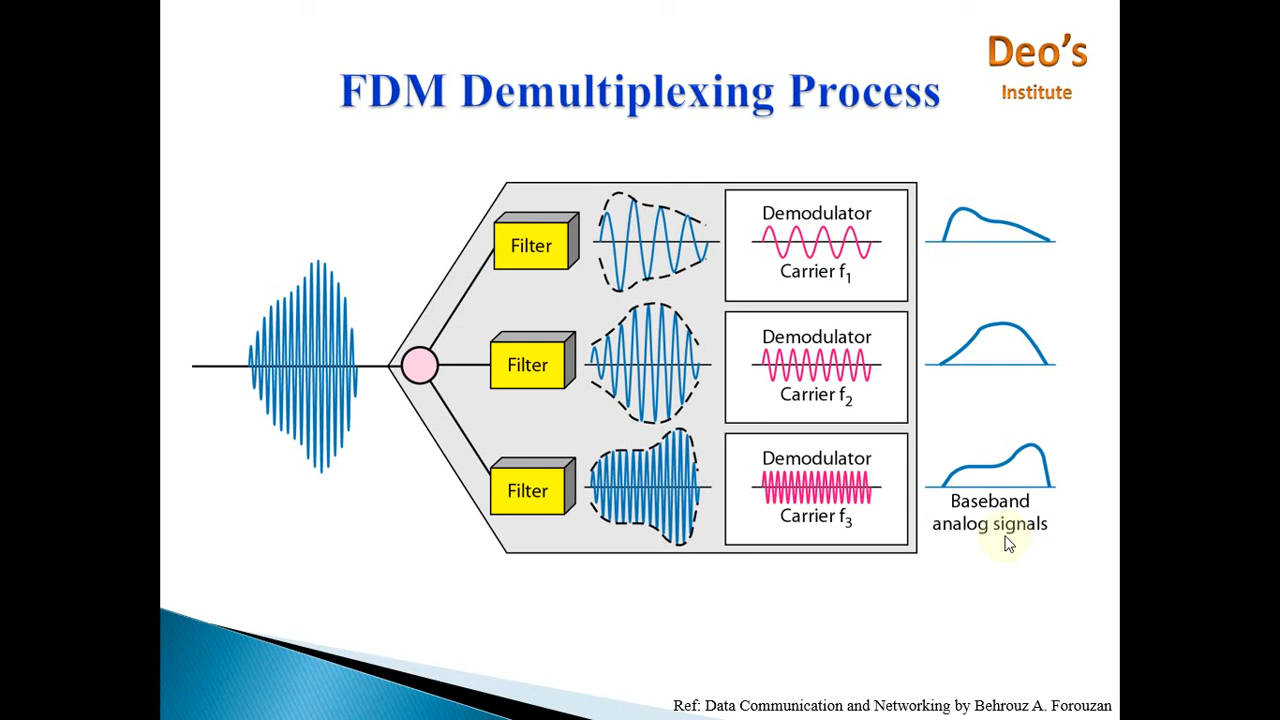 Deo's
Institute
FDM Demultiplexing Process
Filter
Demodulator
Carrier f1
Filter
Demodulator
Carrier f2
Filter
Demodulator
Carrier f3
Baseband
analog signals
Ref: Data Communication and Networking by Behrouz A. Forouzan